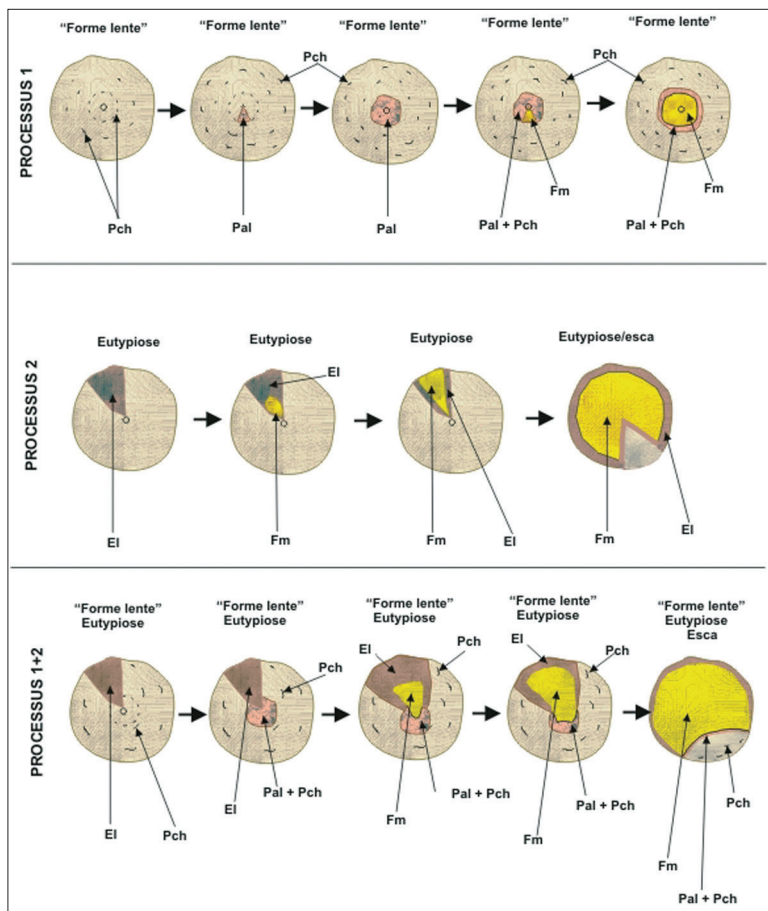 PROCESSUS 1
“Forme lente” “Forme lente” “Forme lente” “Forme lente” “Forme lente”
Pch Pch
Fm Fm
Pch Pal Pal Pal + Pch Pal + Pch
PROCESSUS 2
Eutypiose Eutypiose Eutypiose Eutypiose/esca
El
El Fm Fm El Fm El
PROCESSUS 1+2
“Forme lente” “Forme lente” “Forme lente” “Forme lente” “Forme lente”
Eutypiose Eutypiose Eutypiose Eutypiose Eutypiose
Esca
El Pch El Pch
Pch
El Pch El Pal + Pch Fm Pal + Pch Fm Pal + Pch Fm Pch
Pal + Pch